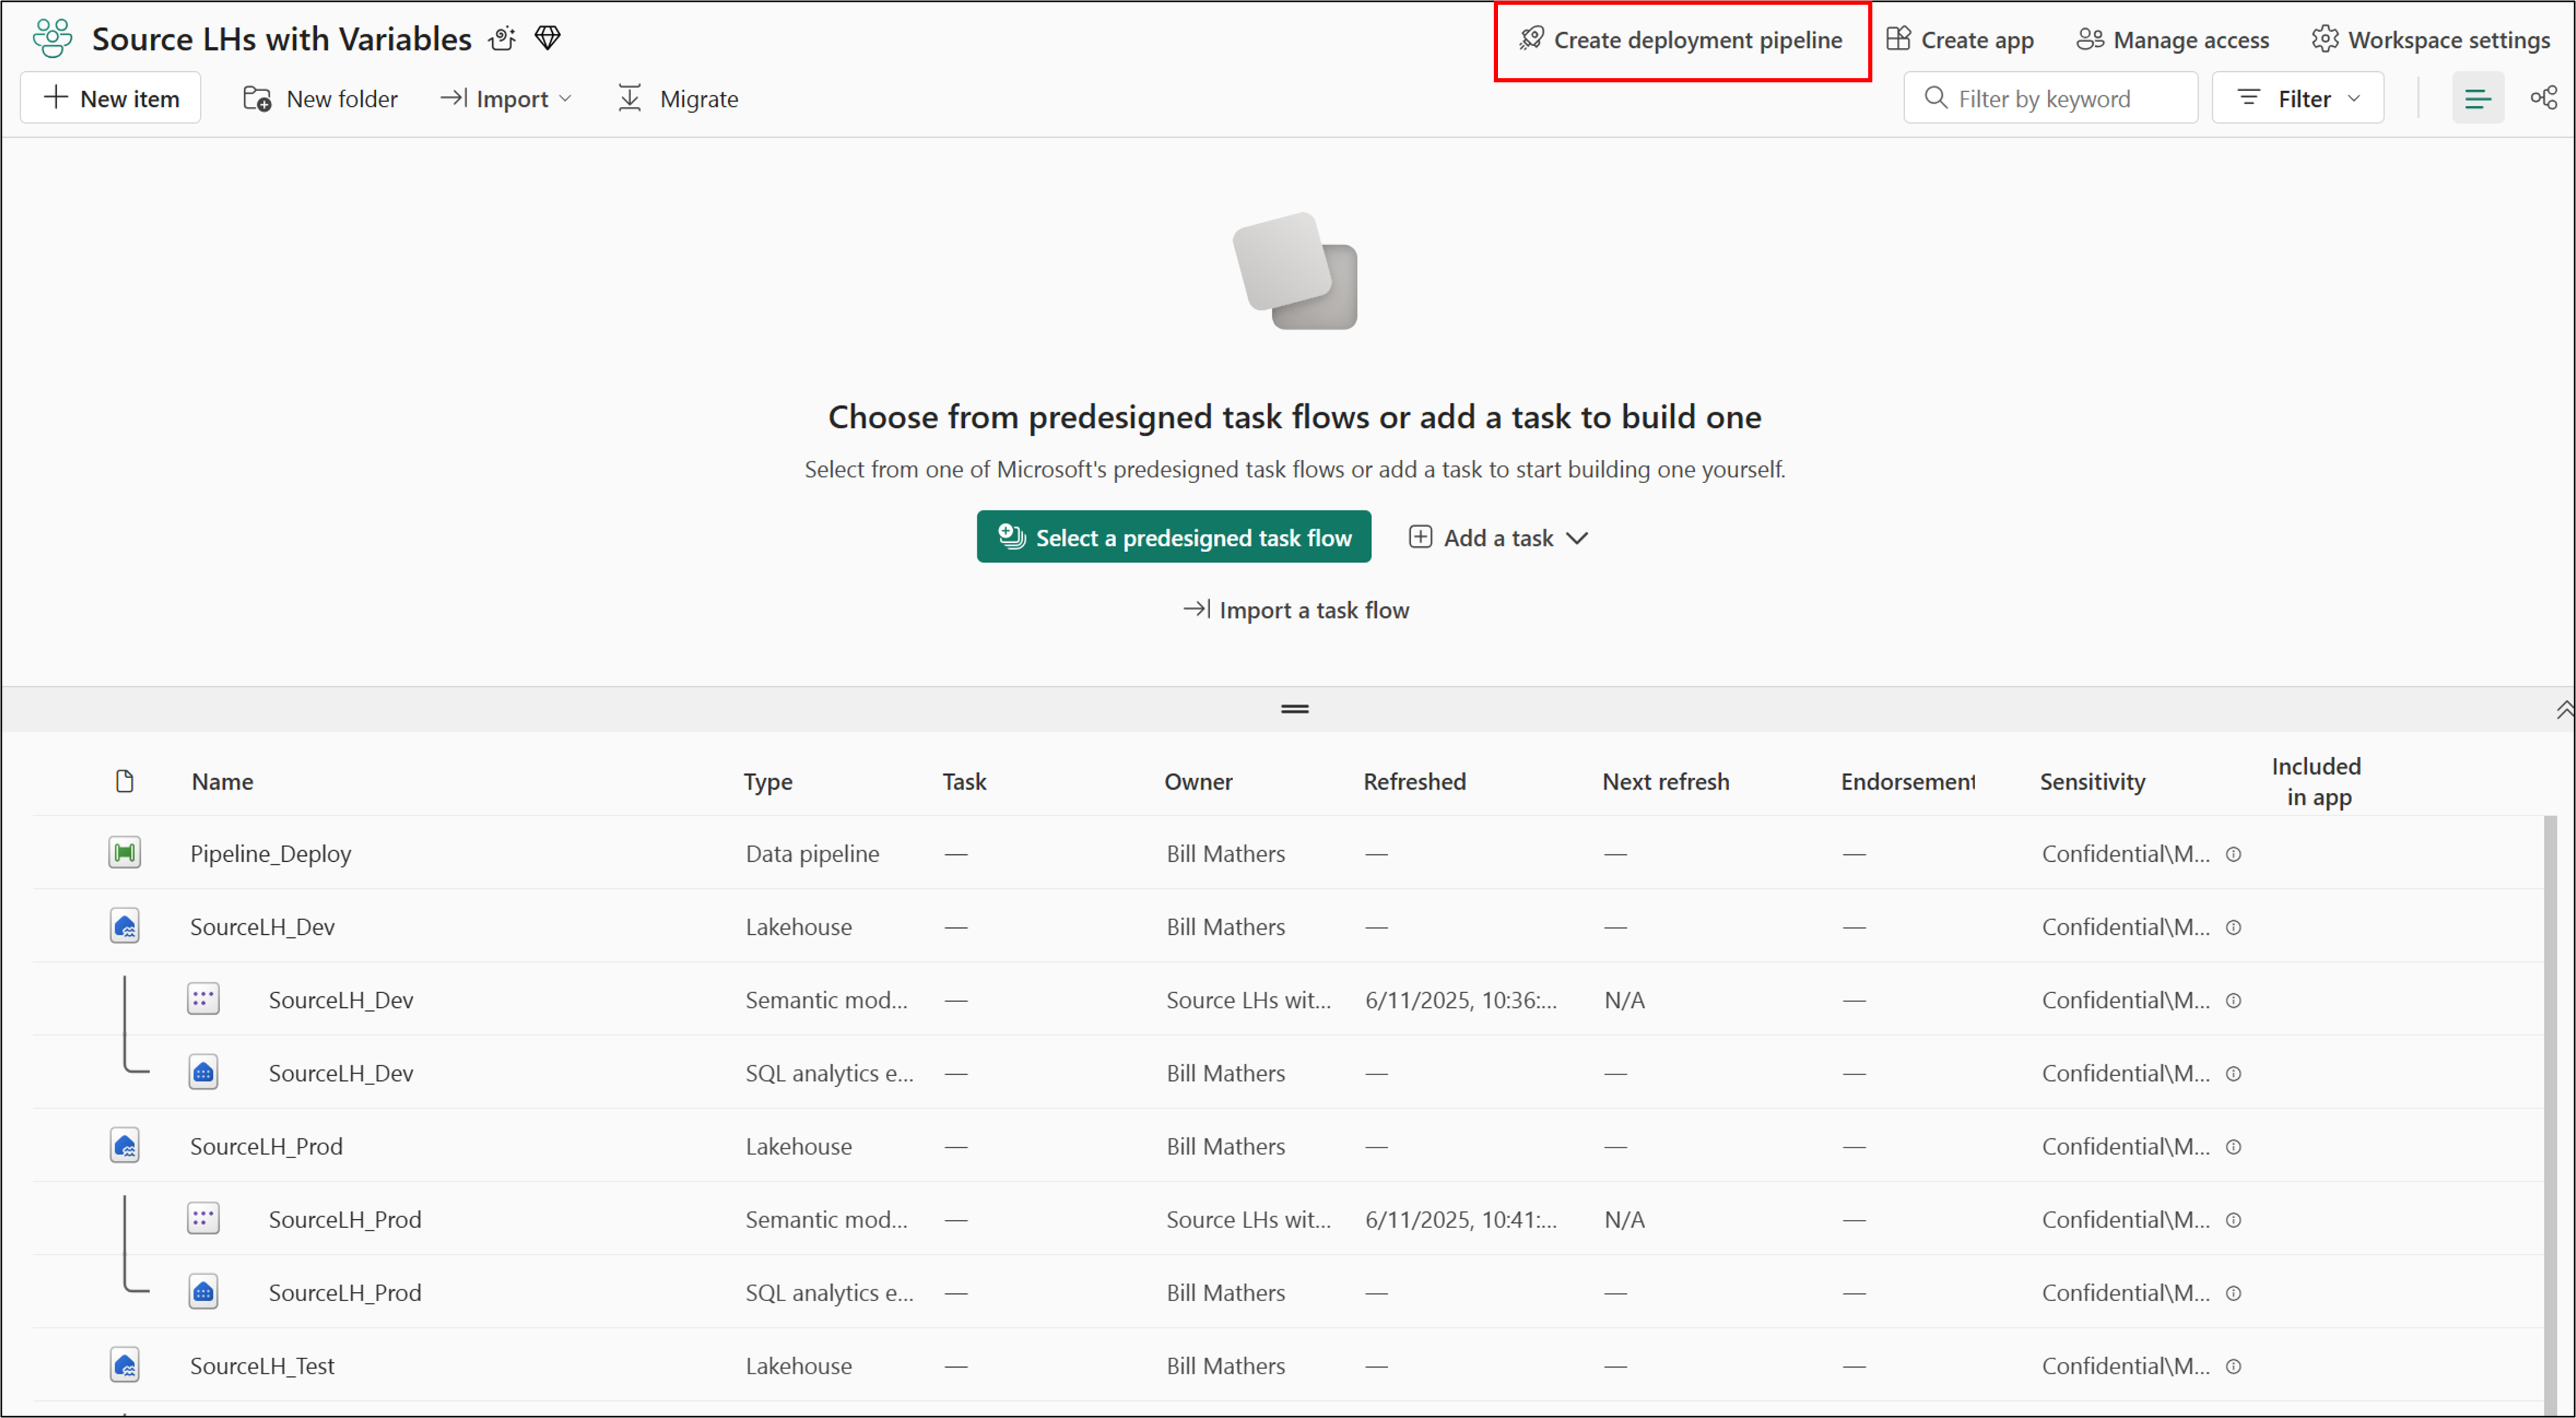 Source LHs with Variables
Create deployment pipeline
Create app
Manage access
Workspace settings
New item
New folder
Import
Migrate
Filter by keyword
Filter
Choose from predesigned task flows or add a task to build one
Select from one of Microsoft's predesigned task flows or add a task to start building one yourself.
Select a predesigned task flow
Add a task
Import a task flow
Name Type Task Owner Refreshed Next refresh Endorsement Sensitivity Included
in app
Pipeline_Deploy Data pipeline — Bill Mathers — — — Confidential\M...
SourceLH_Dev Lakehouse — Bill Mathers — — — Confidential\M...
SourceLH_Dev Semantic mod... — Source LHs wit... 6/11/2025, 10:36:... N/A — Confidential\M...
SourceLH_Dev SQL analytics e... — Bill Mathers — — — Confidential\M...
SourceLH_Prod Lakehouse — Bill Mathers — — — Confidential\M...
SourceLH_Prod Semantic mod... — Source LHs wit... 6/11/2025, 10:41:... N/A — Confidential\M...
SourceLH_Prod SQL analytics e... — Bill Mathers — — — Confidential\M...
SourceLH_Test Lakehouse — Bill Mathers — — — Confidential\M...